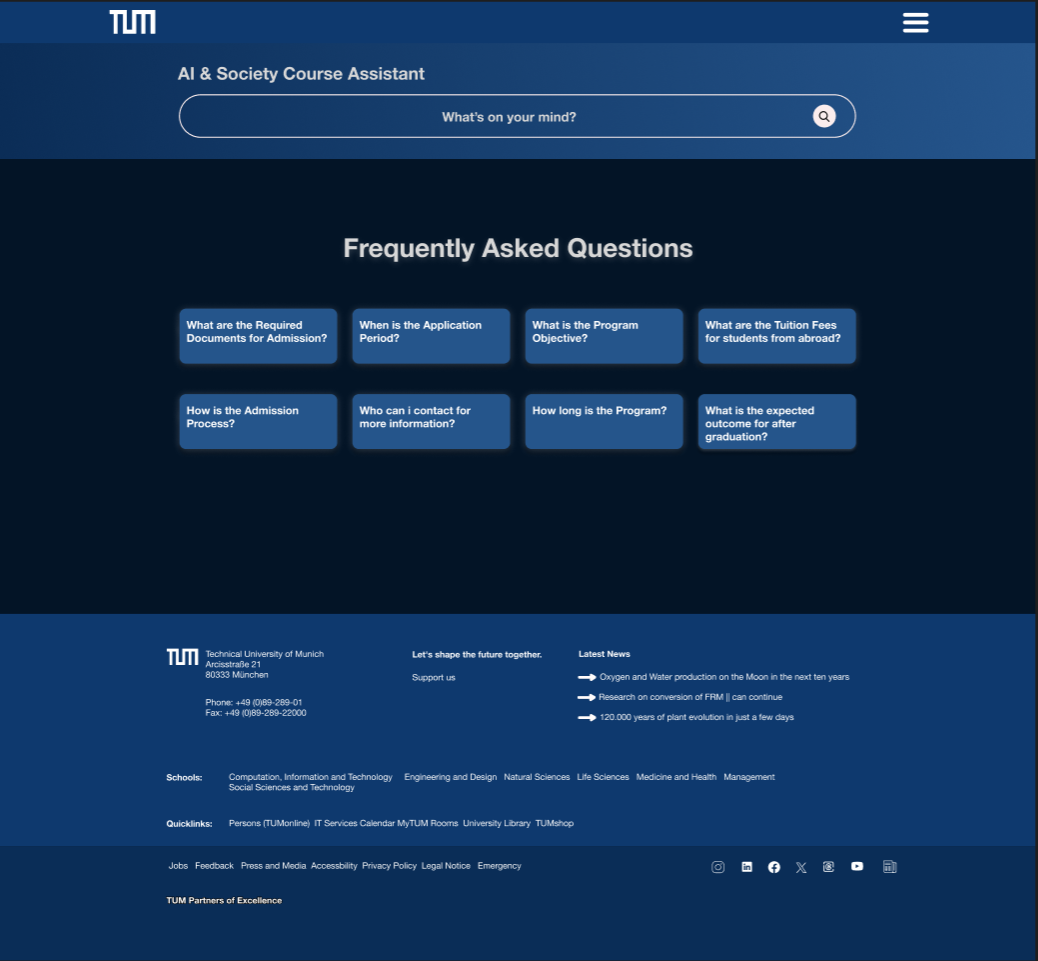 TUM
AI & Society Course Assistant
What's on your mind?
Frequently Asked Questions
What are the Required
Documents for Admission?
When is the Application
Period?
What is the Program
Objective?
What are the Tuition Fees
for students from abroad?
How is the Admission
Process?
Who can i contact for
more information?
How long is the Program?
What is the expected
outcome for after
graduation?
TUM
Technical University of Munich
Arcisstraße 21
80333 München
Phone: +49 (0)89-289-01
Fax: +49 (0)89-289-22000
Let's shape the future together.
Support us
Latest News
Oxygen and Water production on the Moon in the next ten years
Research on conversion of FRM || can continue
120.000 years of plant evolution in just a few days
Schools: Computation, Information and Technology Engineering and Design Natural Sciences Life Sciences Medicine and Health Management
Social Sciences and Technology
Quicklinks: Persons (TUMonline) IT Services Calendar MyTUM Rooms University Library TUMshop
Jobs Feedback Press and Media Accessbility Privacy Policy Legal Notice Emergency
TUM Partners of Excellence